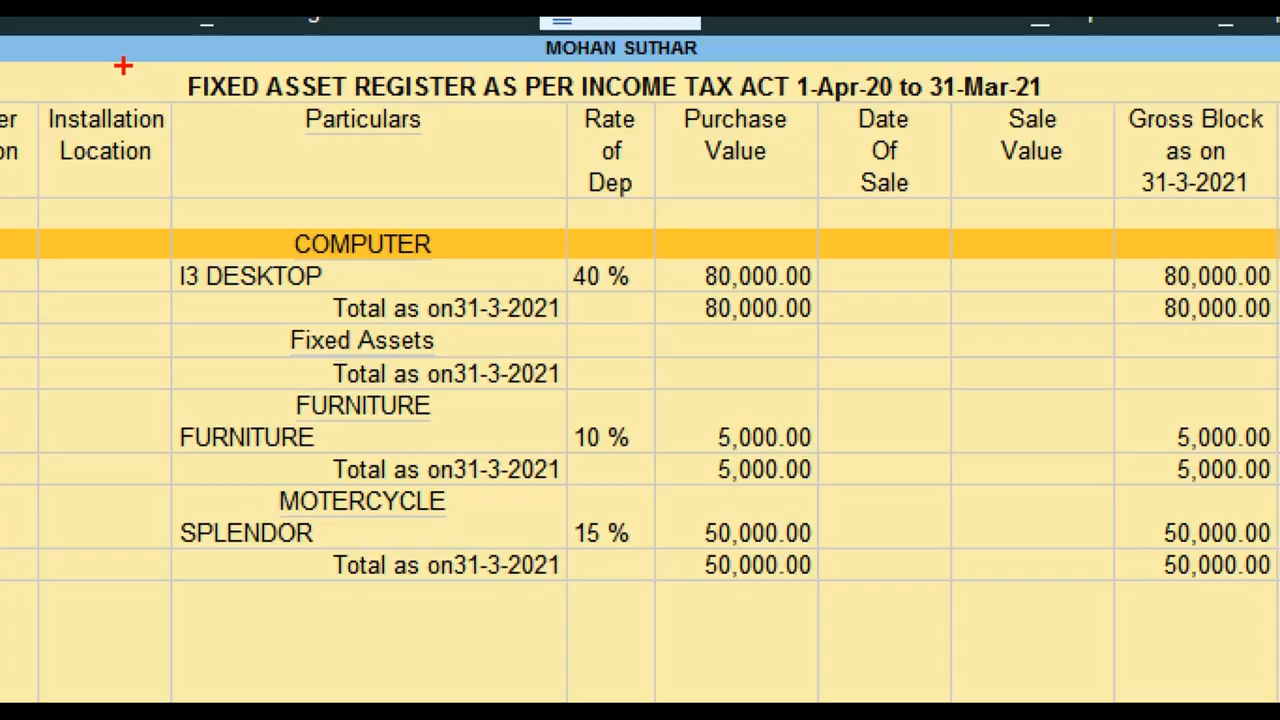 MOHAN SUTHAR
FIXED ASSET REGISTER AS PER INCOME TAX ACT 1-Apr-20 to 31-Mar-21
er Installation Particulars Rate Purchase Date Sale Gross Block
on Location of Value Of Value as on
Dep Sale 31-3-2021
COMPUTER
I3 DESKTOP 40 % 80,000.00 80,000.00
Total as on31-3-2021 80,000.00 80,000.00
Fixed Assets
Total as on31-3-2021
FURNITURE
FURNITURE 10 % 5,000.00 5,000.00
Total as on31-3-2021 5,000.00 5,000.00
MOTERCYCLE
SPLENDOR 15 % 50,000.00 50,000.00
Total as on31-3-2021 50,000.00 50,000.00